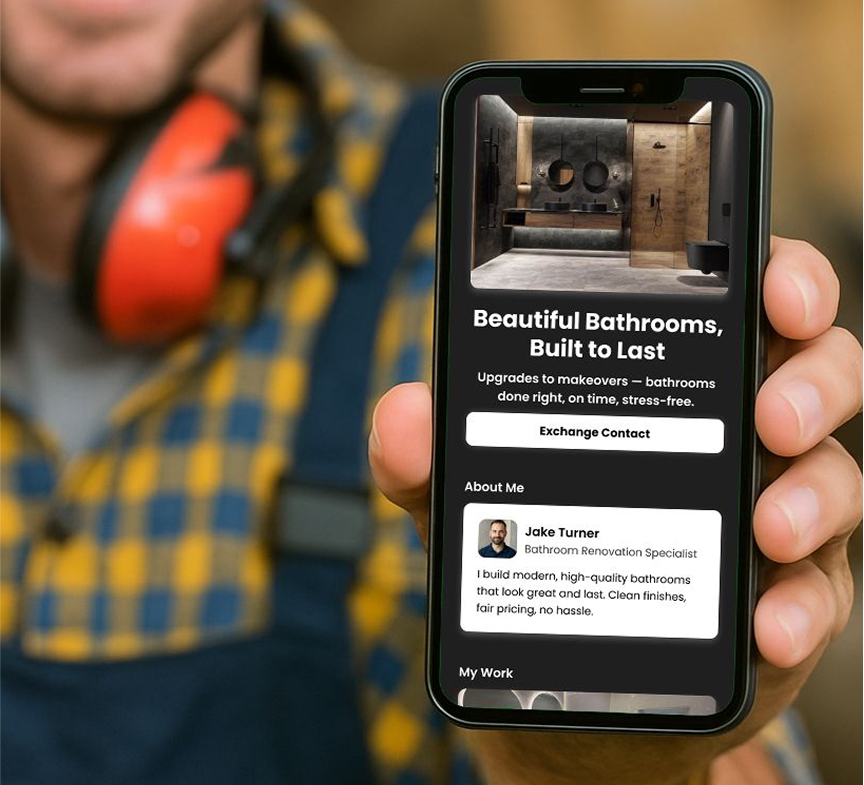 Beautiful Bathrooms,
Built to Last
Upgrades to makeovers — bathrooms
done right, on time, stress-free.
Exchange Contact
About Me
Jake Turner
Bathroom Renovation Specialist
I build modern, high-quality bathrooms
that look great and last. Clean finishes,
fair pricing, no hassle.
My Work